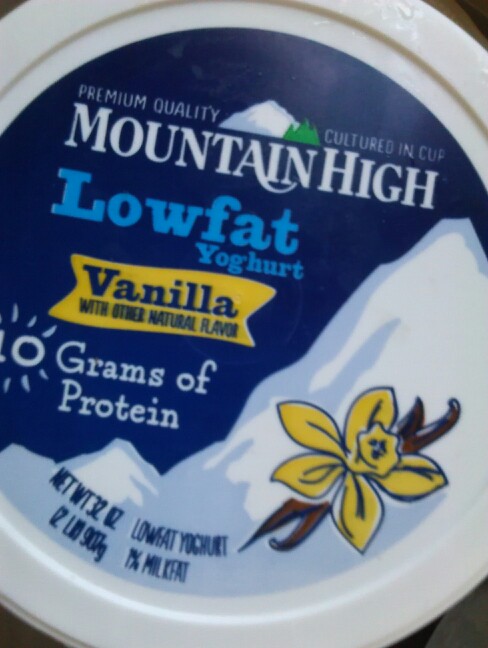 PREMIUM QUALITY
CULTURED IN CUP
MOUNTAIN HIGH
Lowfat
Yoghurt
Vanilla
WITH OTHER NATURAL FLAVOR
10 Grams of
Protein
NET WT 32 OZ
(2 LB) 907g
LOWFAT YOGHURT
1% MILKFAT